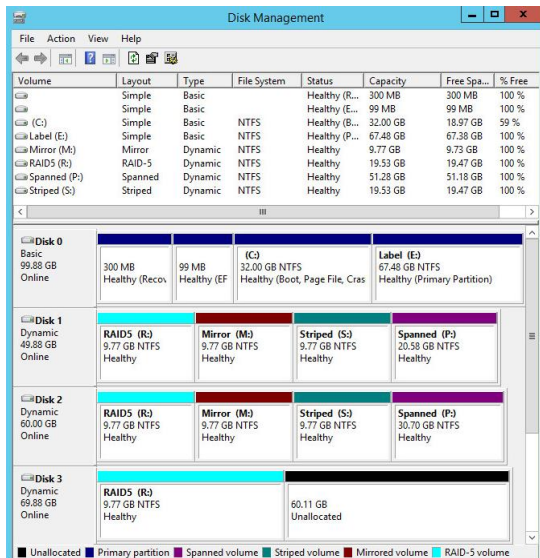 Disk Management
File Action View Help
Volume Layout Type File System Status Capacity Free Spa... % Free
Simple Basic Healthy (R... 300 MB 300 MB 100 %
Simple Basic Healthy (E... 99 MB 99 MB 100 %
(C:) Simple Basic NTFS Healthy (B... 32.00 GB 18.97 GB 59 %
Label (E:) Simple Basic NTFS Healthy (P... 67.48 GB 67.38 GB 100 %
Mirror (M:) Mirror Dynamic NTFS Healthy 9.77 GB 9.73 GB 100 %
RAID5 (R:) RAID-5 Dynamic NTFS Healthy 19.53 GB 19.47 GB 100 %
Spanned (P:) Spanned Dynamic NTFS Healthy 51.28 GB 51.18 GB 100 %
Striped (S:) Striped Dynamic NTFS Healthy 19.53 GB 19.47 GB 100 %
Disk 0
Basic
99.88 GB
Online
300 MB
Healthy (Recov
99 MB
Healthy (EF
(C:)
32.00 GB NTFS
Healthy (Boot, Page File, Cras
Label (E:)
67.48 GB NTFS
Healthy (Primary Partition)
Disk 1
Dynamic
49.88 GB
Online
RAID5 (R:)
9.77 GB NTFS
Healthy
Mirror (M:)
9.77 GB NTFS
Healthy
Striped (S:)
9.77 GB NTFS
Healthy
Spanned (P:)
20.58 GB NTFS
Healthy
Disk 2
Dynamic
60.00 GB
Online
RAID5 (R:)
9.77 GB NTFS
Healthy
Mirror (M:)
9.77 GB NTFS
Healthy
Striped (S:)
9.77 GB NTFS
Healthy
Spanned (P:)
30.70 GB NTFS
Healthy
Disk 3
Dynamic
69.88 GB
Online
RAID5 (R:)
9.77 GB NTFS
Healthy
60.11 GB
Unallocated
Unallocated Primary partition Spanned volume Striped volume Mirrored volume RAID-5 volume